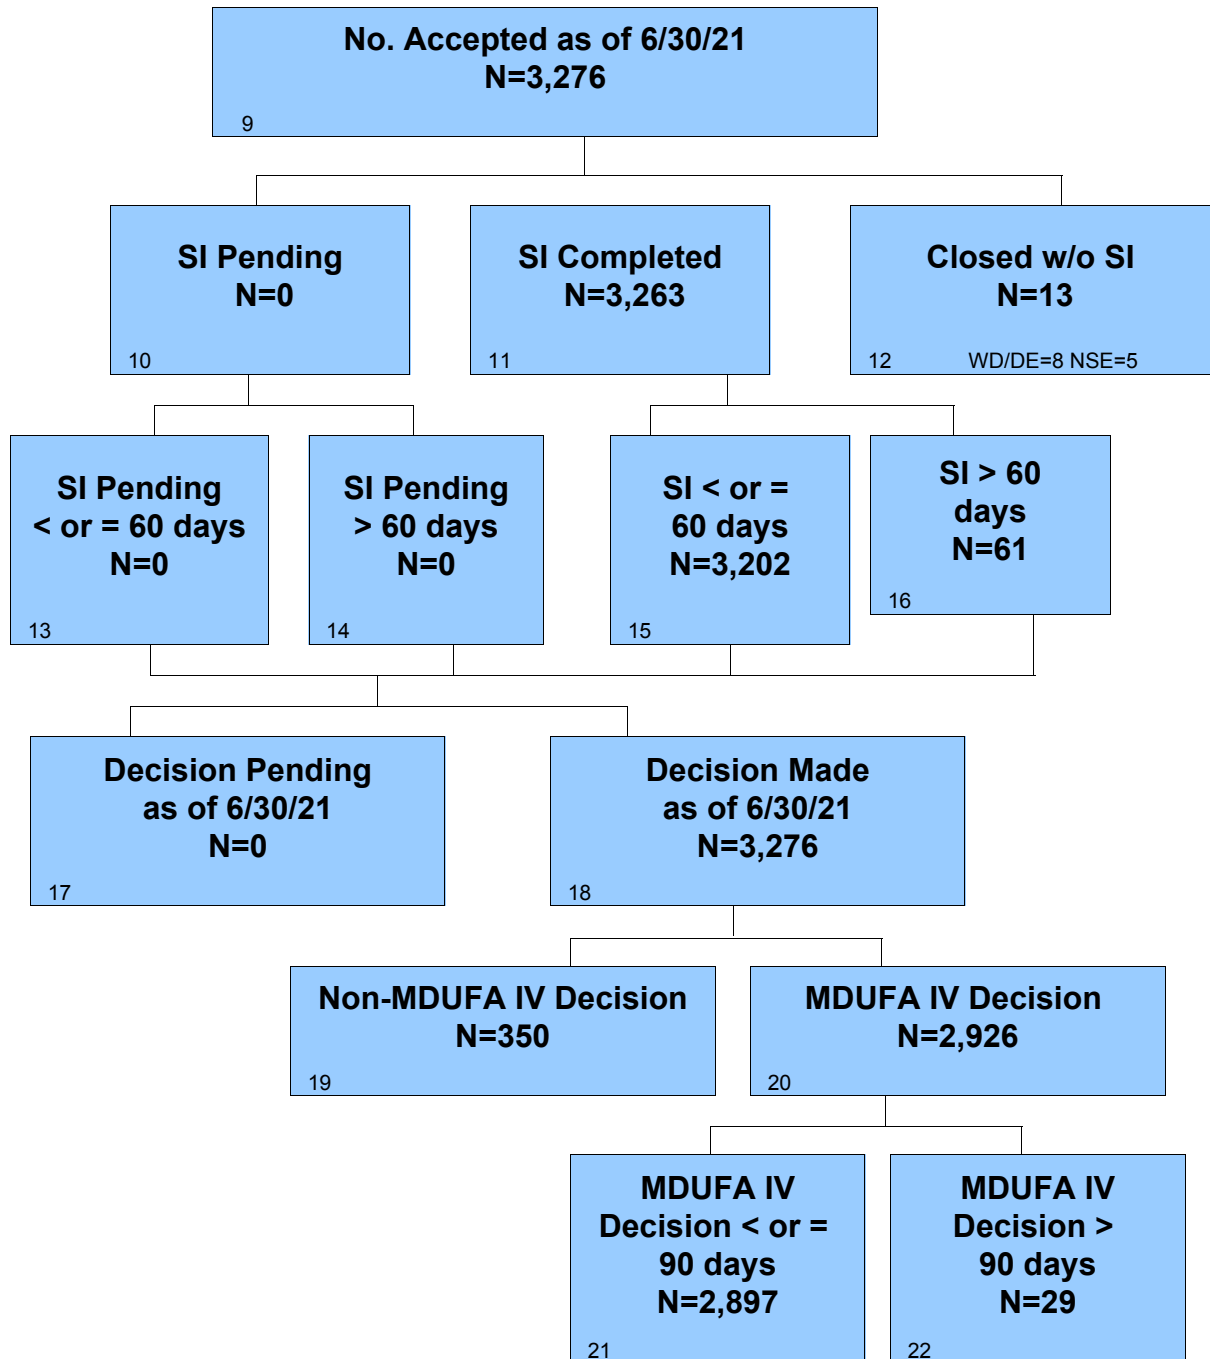 No. Accepted as of 6/30/21
N=3,276
9
SI Pending
N=0
10
SI Completed
N=3,263
11
Closed w/o SI
N=13
12 WD/DE=8 NSE=5
SI Pending
< or = 60 days
N=0
13
SI Pending
> 60 days
N=0
14
SI < or =
60 days
N=3,202
15
SI > 60
days
N=61
16
Decision Pending
as of 6/30/21
N=0
17
Decision Made
as of 6/30/21
N=3,276
18
Non-MDUFA IV Decision
N=350
19
MDUFA IV Decision
N=2,926
20
MDUFA IV
Decision < or =
90 days
N=2,897
21
MDUFA IV
Decision >
90 days
N=29
22